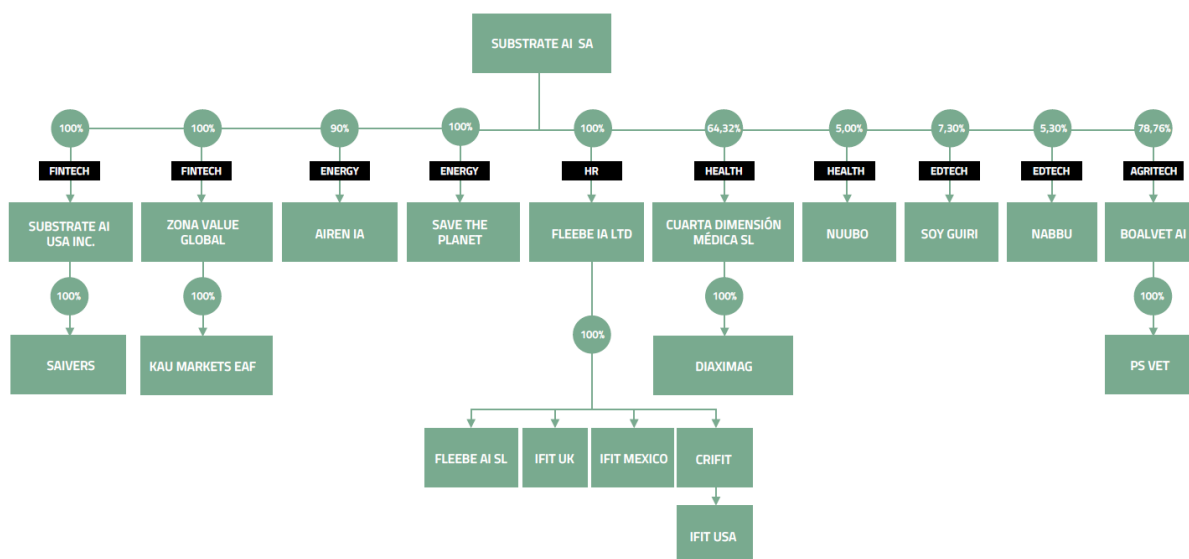 SUBSTRATE AI SA
100% 100% 90% 100% 100% 64,32% 5,00% 7,30% 5,30% 78,76%
FINTECH FINTECH ENERGY ENERGY HR HEALTH HEALTH EDTECH EDTECH AGRITECH
SUBSTRATE AI
USA INC.
ZONA VALUE
GLOBAL
AIREN IA
SAVE THE
PLANET
FLEEBE IA LTD
CUARTA DIMENSIÓN
MÉDICA SL
NUUBO
SOY GUIRI
NABBU
BOALVET AI
100% 100% 100% 100%
100%
SAIVERS
KAU MARKETS EAF
DIAXIMAG
PS VET
FLEEBE AI SL
IFIT UK
IFIT MEXICO
CRIFIT
IFIT USA